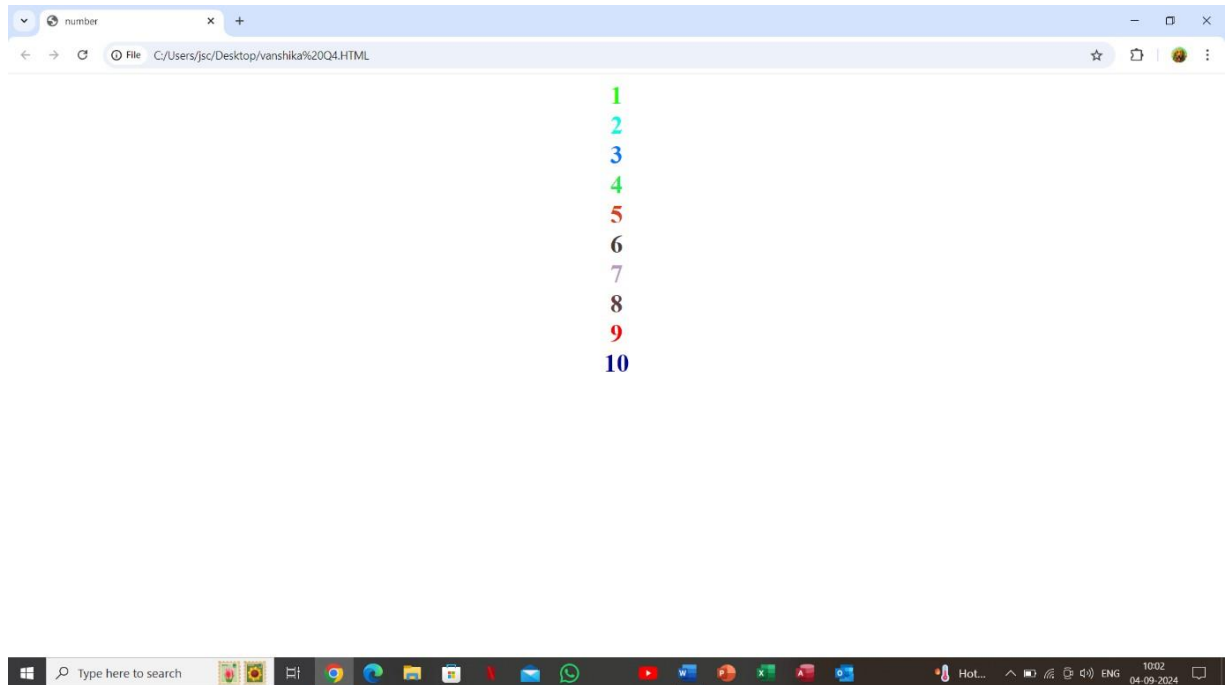 number
File C:/Users/jsc/Desktop/vanshika%20Q4.HTML
1
2
3
4
5
6
7
8
9
10
Type here to search
Hot... ENG 10:02
04-09-2024